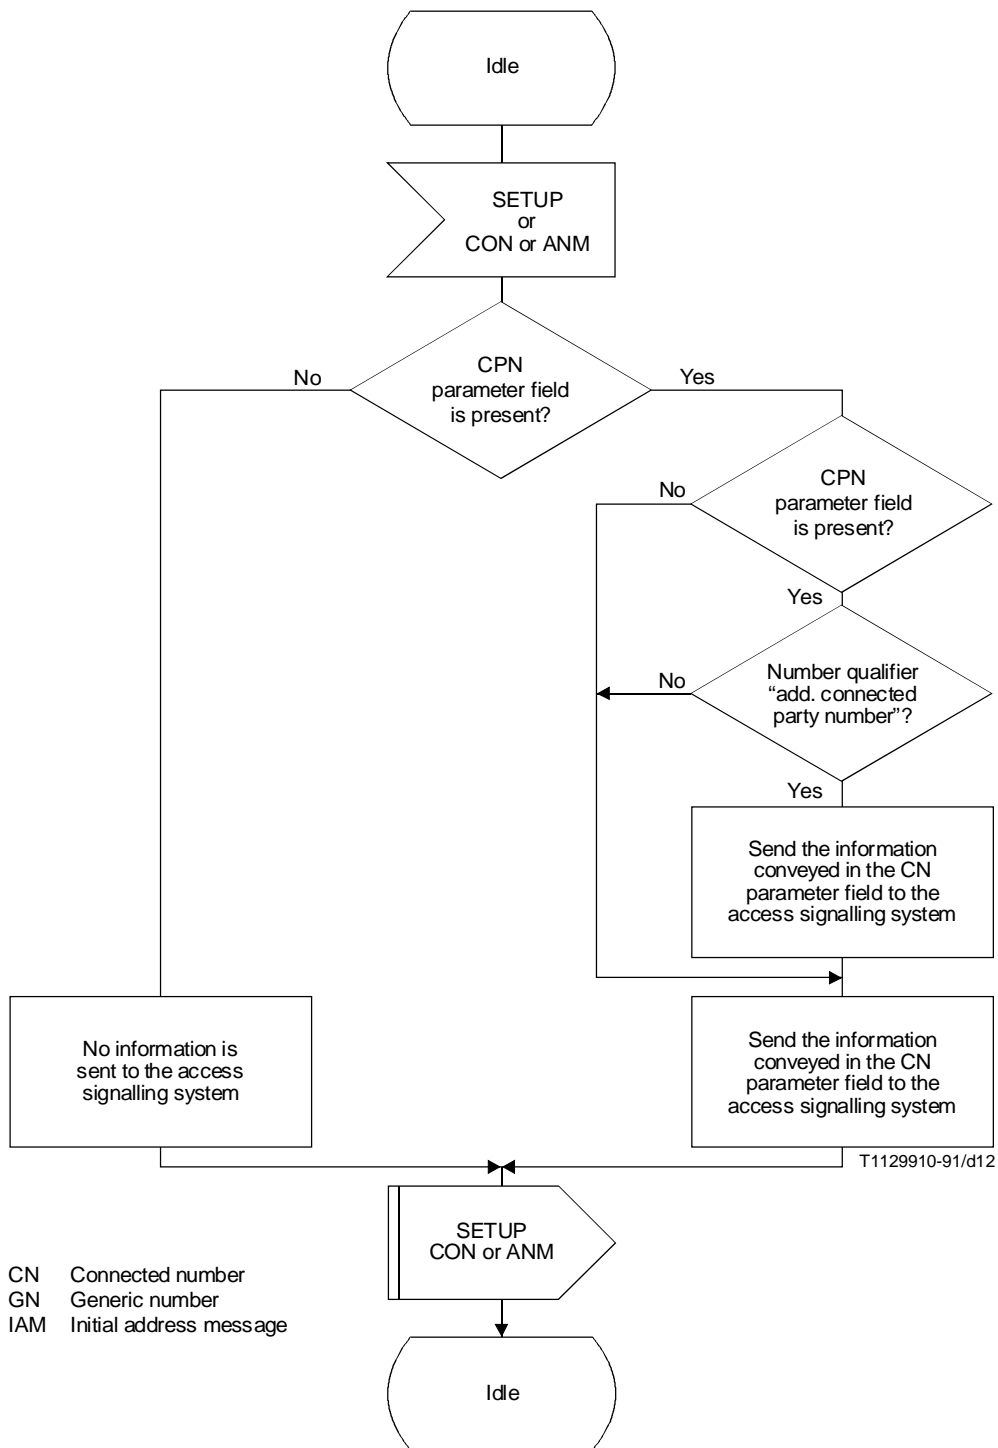 Idle
SETUP
or
CON or ANM
CPN
parameter field
is present?
No
Yes
CPN
parameter field
is present?
No
Yes
Number qualifier
“add. connected
party number”?
No
Yes
Send the information
conveyed in the CN
parameter field to the
access signalling system
No information is
sent to the access
signalling system
Send the information
conveyed in the CN
parameter field to the
access signalling system
T1129910-91/d12
SETUP
CON or ANM
CN Connected number
GN Generic number
IAM Initial address message
Idle